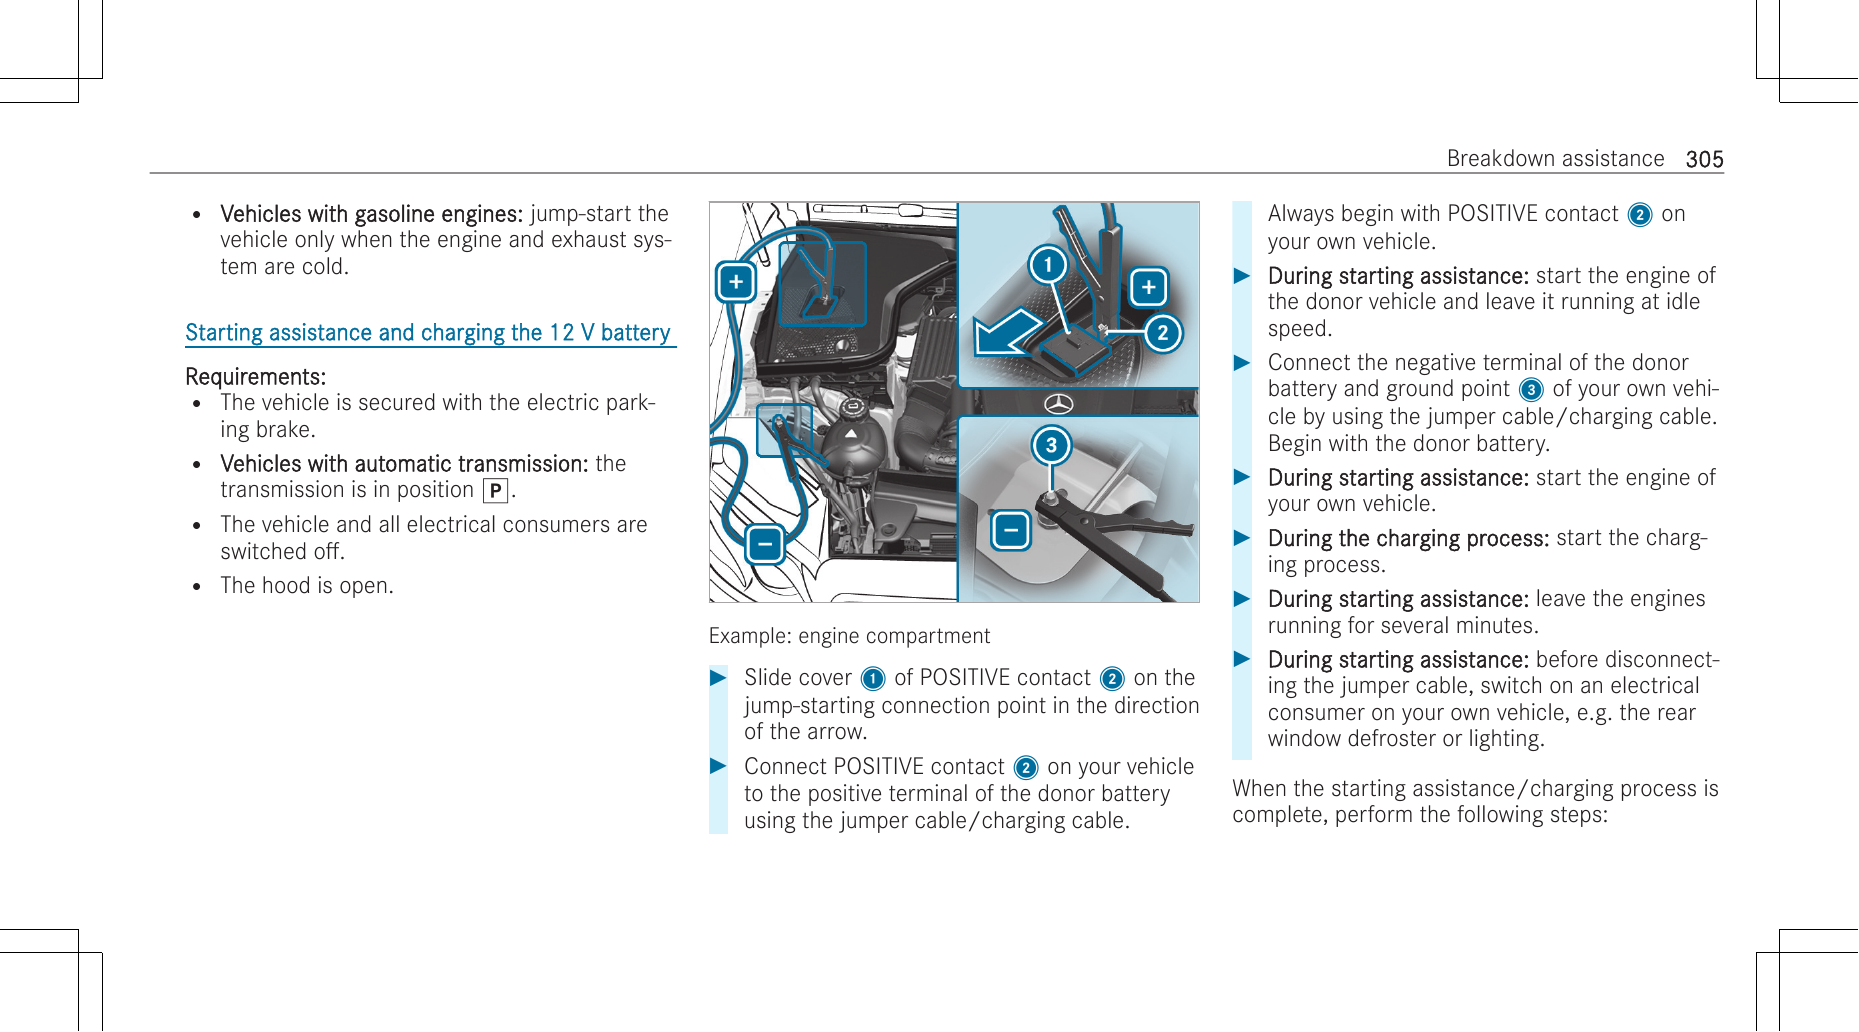 Breakdown assistance 305
• Vehicles with gasoline engines: jump-start the
vehicle only when the engine and exhaust sys-
tem are cold.
Starting assistance and charging the 12 V battery
Requirements:
• The vehicle is secured with the electric park-
ing brake.
• Vehicles with automatic transmission: the
transmission is in position P.
• The vehicle and all electrical consumers are
switched off.
• The hood is open.
+
−
1
+
2
3
−
Example: engine compartment
▶ Slide cover 1 of POSITIVE contact 2 on the
jump-starting connection point in the direction
of the arrow.
▶ Connect POSITIVE contact 2 on your vehicle
to the positive terminal of the donor battery
using the jumper cable/charging cable.
Always begin with POSITIVE contact 2 on
your own vehicle.
▶ During starting assistance: start the engine of
the donor vehicle and leave it running at idle
speed.
▶ Connect the negative terminal of the donor
battery and ground point 3 of your own vehi-
cle by using the jumper cable/charging cable.
Begin with the donor battery.
▶ During starting assistance: start the engine of
your own vehicle.
▶ During the charging process: start the charg-
ing process.
▶ During starting assistance: leave the engines
running for several minutes.
▶ During starting assistance: before disconnect-
ing the jumper cable, switch on an electrical
consumer on your own vehicle, e.g. the rear
window defroster or lighting.
When the starting assistance/charging process is
complete, perform the following steps: